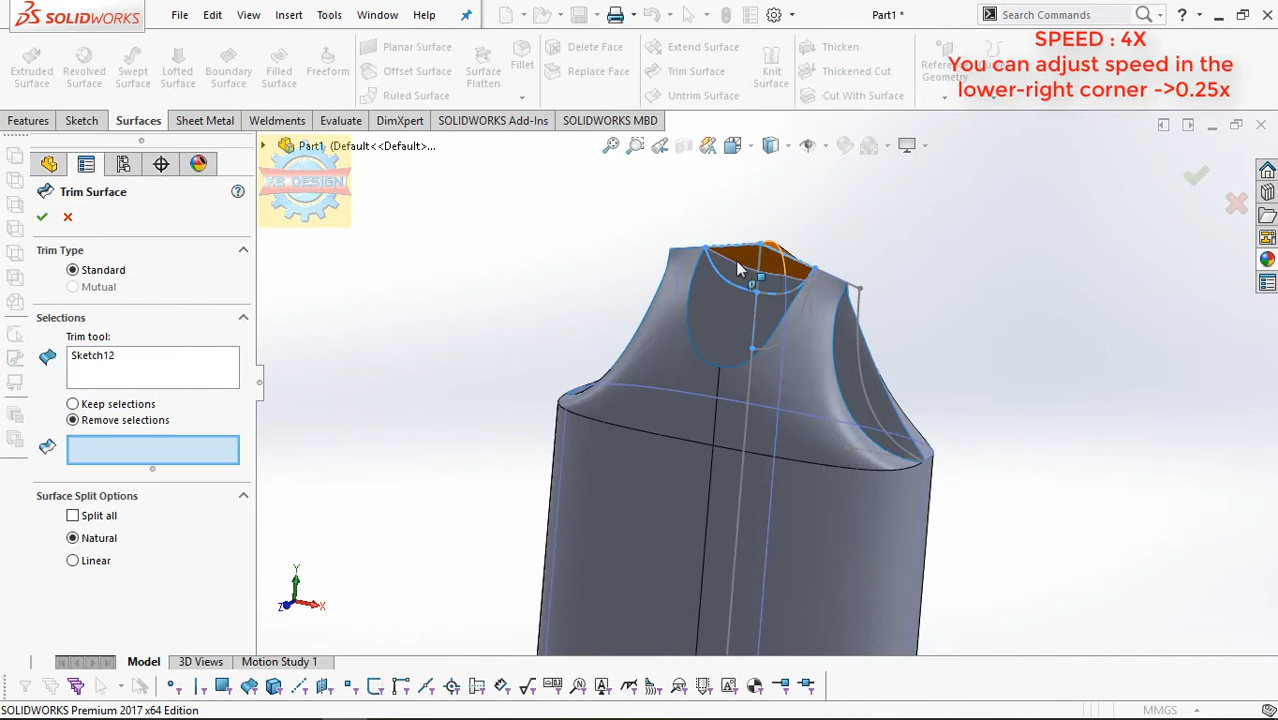 SOLIDWORKS
File Edit View Insert Tools Window Help
Part1 *
Search Commands
SPEED : 4X
You can adjust speed in the
lower-right corner ->0.25x
Extruded Surface
Revolved Surface
Swept Surface
Lofted Surface
Boundary Surface
Filled Surface
Freeform
Planar Surface
Offset Surface
Ruled Surface
Surface Flatten
Fillet
Delete Face
Replace Face
Extend Surface
Trim Surface
Untrim Surface
Knit Surface
Thicken
Thickened Cut
Cut With Surface
Features Sketch Surfaces Sheet Metal Weldments Evaluate DimXpert SOLIDWORKS Add-Ins SOLIDWORKS MBD
Part1 (Default<<Default>...
KB DESIGN
Trim Surface
Trim Type
Standard
Mutual
Selections
Trim tool:
Sketch12
Keep selections
Remove selections
Surface Split Options
Split all
Natural
Linear
Y
X
Z
Model 3D Views Motion Study 1
SOLIDWORKS Premium 2017 x64 Edition
MMGS